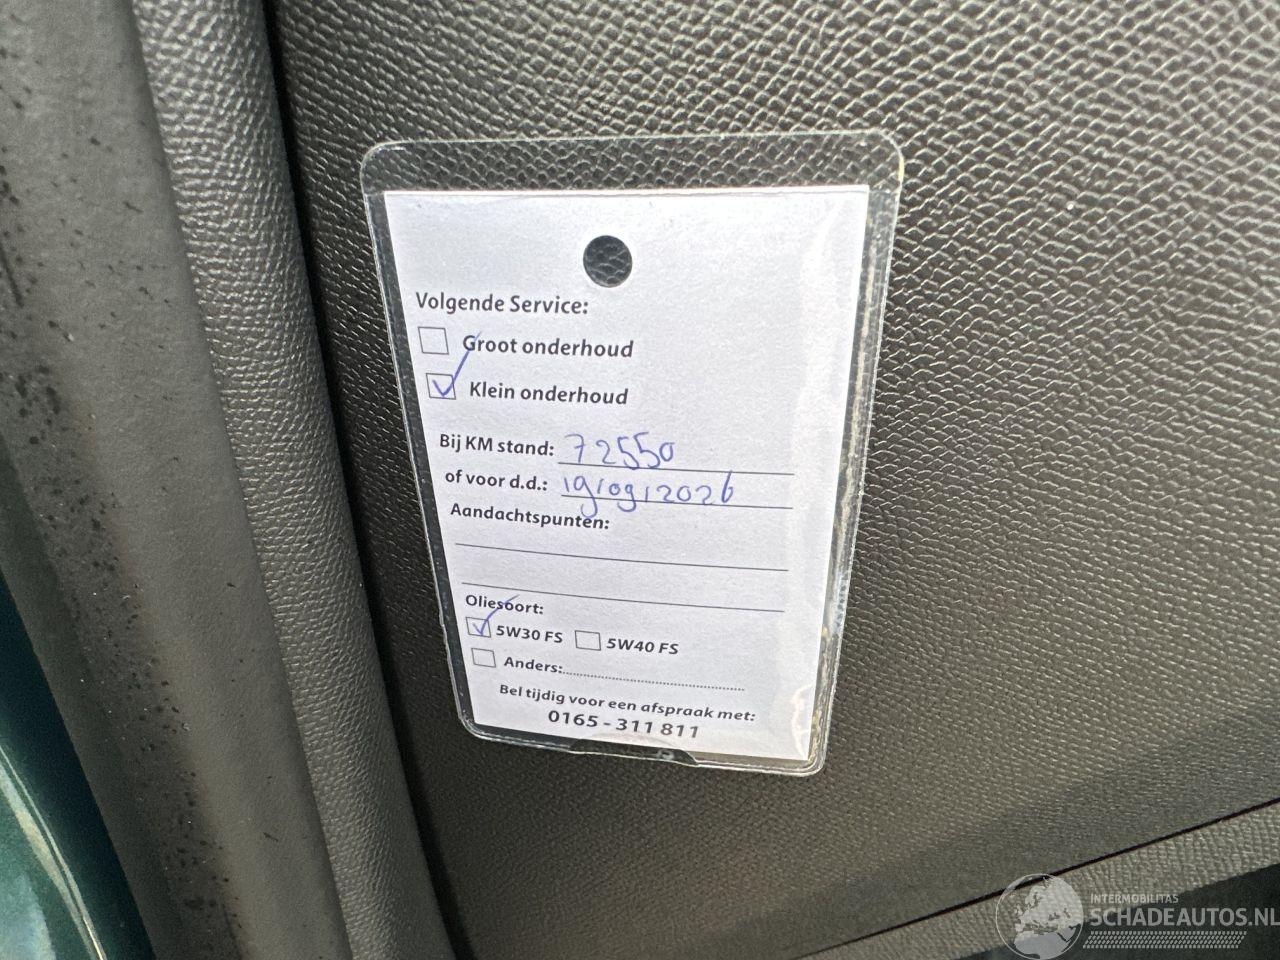 Volgende Service:
Groot onderhoud
Klein onderhoud
Bij KM stand: 72550
of voor d.d.: 19/09/2026
Aandachtspunten:
Oliesoort:
5W30 FS 5W40 FS
Anders:
Bel tijdig voor een afspraak met:
0165 - 311 811
INTERMOBILITAS
SCHADEAUTOS.NL